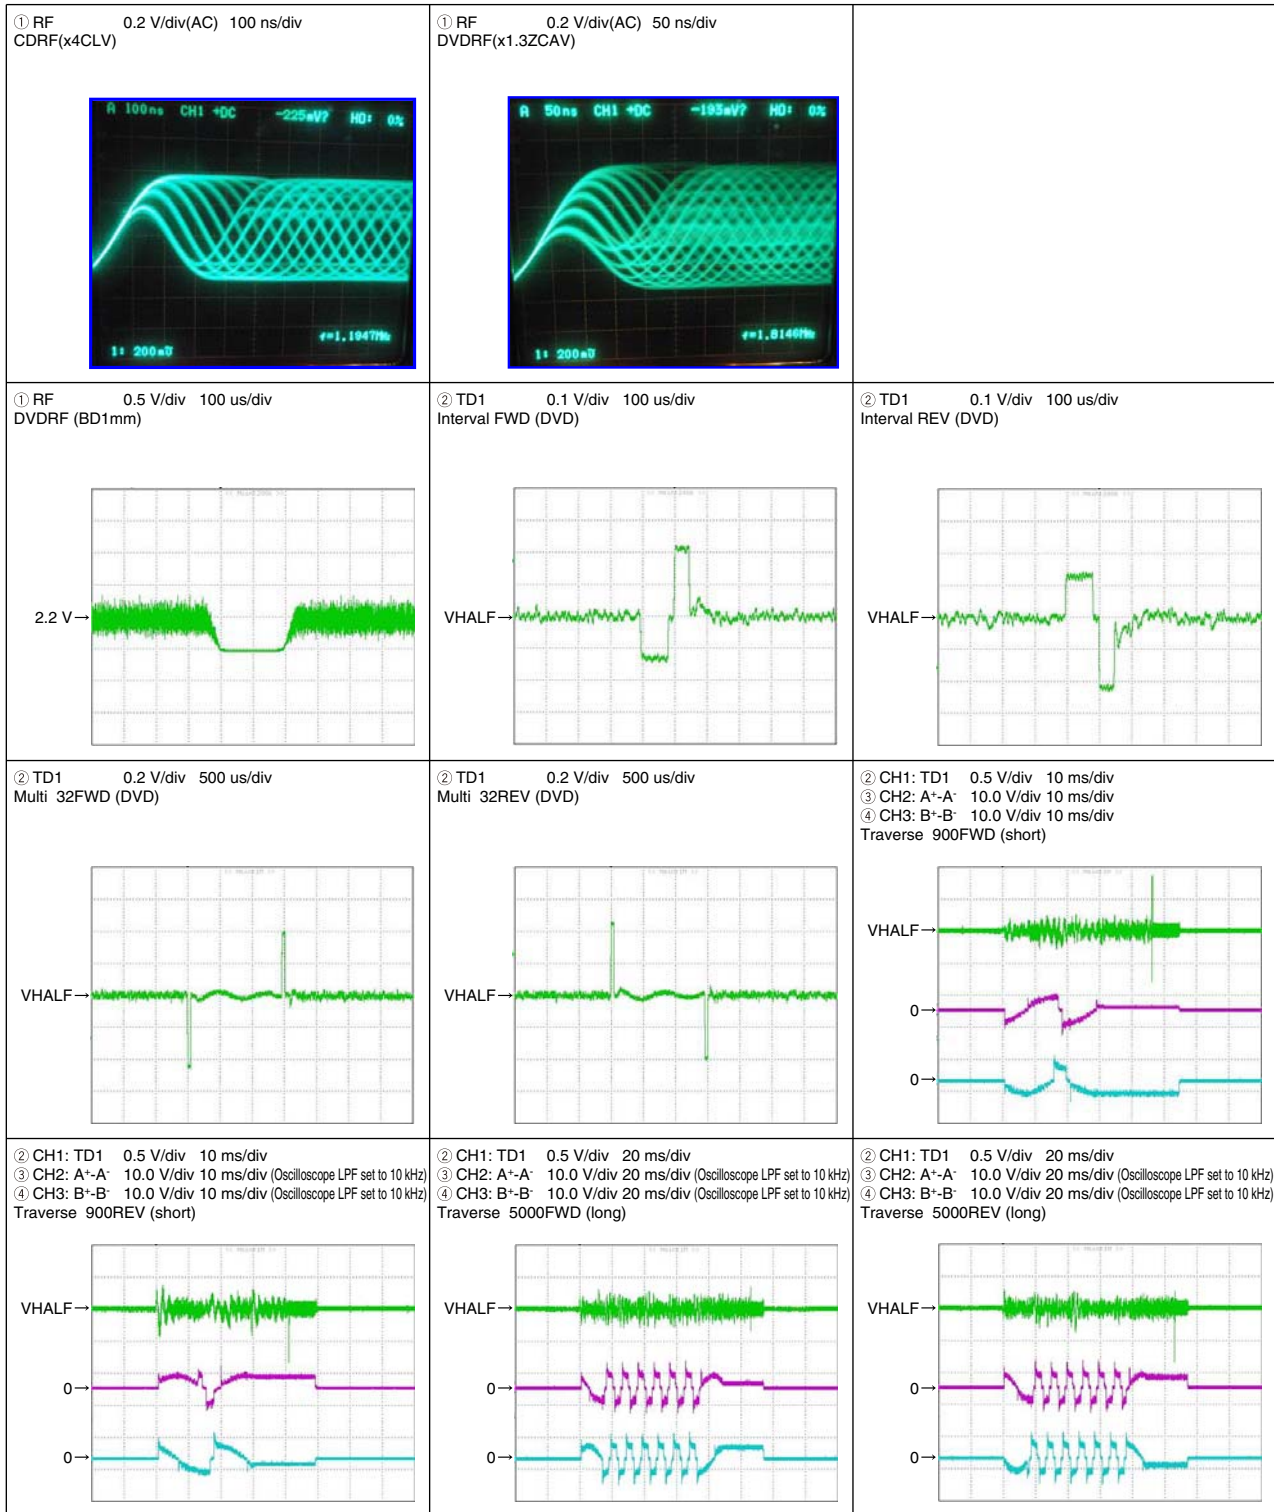 ① RF 0.2 V/div(AC) 100 ns/div
CDRF(x4CLV)
A 100ns CH1 +DC -225mV? HO: 0%
f=1.1947MHz
1: 200mV
① RF 0.2 V/div(AC) 50 ns/div
DVDRF(x1.3ZCAV)
A 50ns CH1 +DC -193mV? HO: 0%
f=1.8146MHz
1: 200mV
① RF 0.5 V/div 100 us/div
DVDRF (BD1mm)
2.2 V→
② TD1 0.1 V/div 100 us/div
Interval FWD (DVD)
VHALF→
② TD1 0.1 V/div 100 us/div
Interval REV (DVD)
VHALF→
② TD1 0.2 V/div 500 us/div
Multi 32FWD (DVD)
VHALF→
② TD1 0.2 V/div 500 us/div
Multi 32REV (DVD)
VHALF→
② CH1: TD1 0.5 V/div 10 ms/div
③ CH2: A⁺-A⁻ 10.0 V/div 10 ms/div
④ CH3: B⁺-B⁻ 10.0 V/div 10 ms/div
Traverse 900FWD (short)
VHALF→
0→
0→
② CH1: TD1 0.5 V/div 10 ms/div
③ CH2: A⁺-A⁻ 10.0 V/div 10 ms/div (Oscilloscope LPF set to 10 kHz)
④ CH3: B⁺-B⁻ 10.0 V/div 10 ms/div (Oscilloscope LPF set to 10 kHz)
Traverse 900REV (short)
VHALF→
0→
0→
② CH1: TD1 0.5 V/div 20 ms/div
③ CH2: A⁺-A⁻ 10.0 V/div 20 ms/div (Oscilloscope LPF set to 10 kHz)
④ CH3: B⁺-B⁻ 10.0 V/div 20 ms/div (Oscilloscope LPF set to 10 kHz)
Traverse 5000FWD (long)
VHALF→
0→
0→
② CH1: TD1 0.5 V/div 20 ms/div
③ CH2: A⁺-A⁻ 10.0 V/div 20 ms/div (Oscilloscope LPF set to 10 kHz)
④ CH3: B⁺-B⁻ 10.0 V/div 20 ms/div (Oscilloscope LPF set to 10 kHz)
Traverse 5000REV (long)
VHALF→
0→
0→